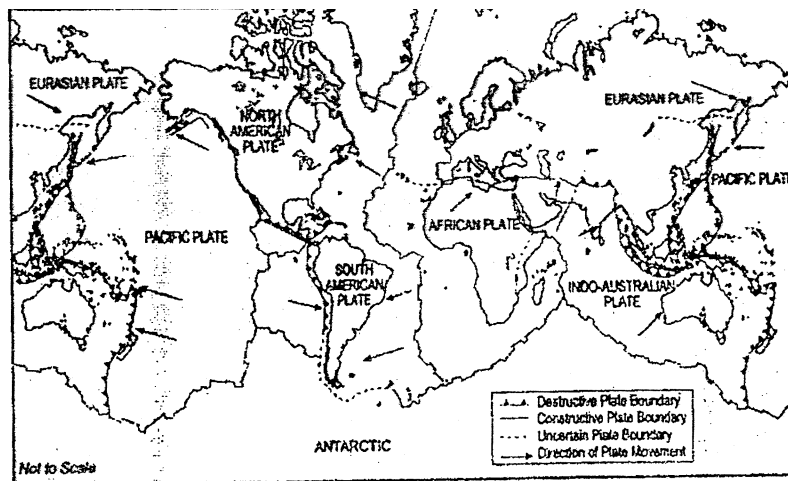 EURASIAN PLATE
NORTH
AMERICAN
PLATE
EURASIAN PLATE
PACIFIC PLATE
AFRICAN PLATE
PACIFIC PLATE
SOUTH
AMERICAN
PLATE
INDO-AUSTRALIAN
PLATE
ANTARCTIC
Destructive Plate Boundary
Constructive Plate Boundary
Uncertain Plate Boundary
Direction of Plate Movement
Not to Scale